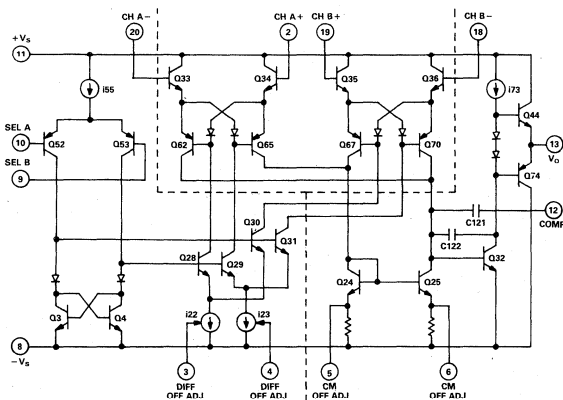 CH A−
20
CH A+
2
CH B+
19
CH B−
18
+VS
11
Q33
Q34
Q35
Q36
i55
i73
Q44
SEL A
10
Q52
Q53
Q62
Q65
Q67
Q70
13
VO
SEL B
9
Q74
12
COMP
C121
C122
Q30
Q31
Q28
Q29
Q32
Q24
Q25
Q3
Q4
i22
i23
8
−VS
3
DIFF
OFF ADJ
4
DIFF
OFF ADJ
5
CM
OFF ADJ
6
CM
OFF ADJ